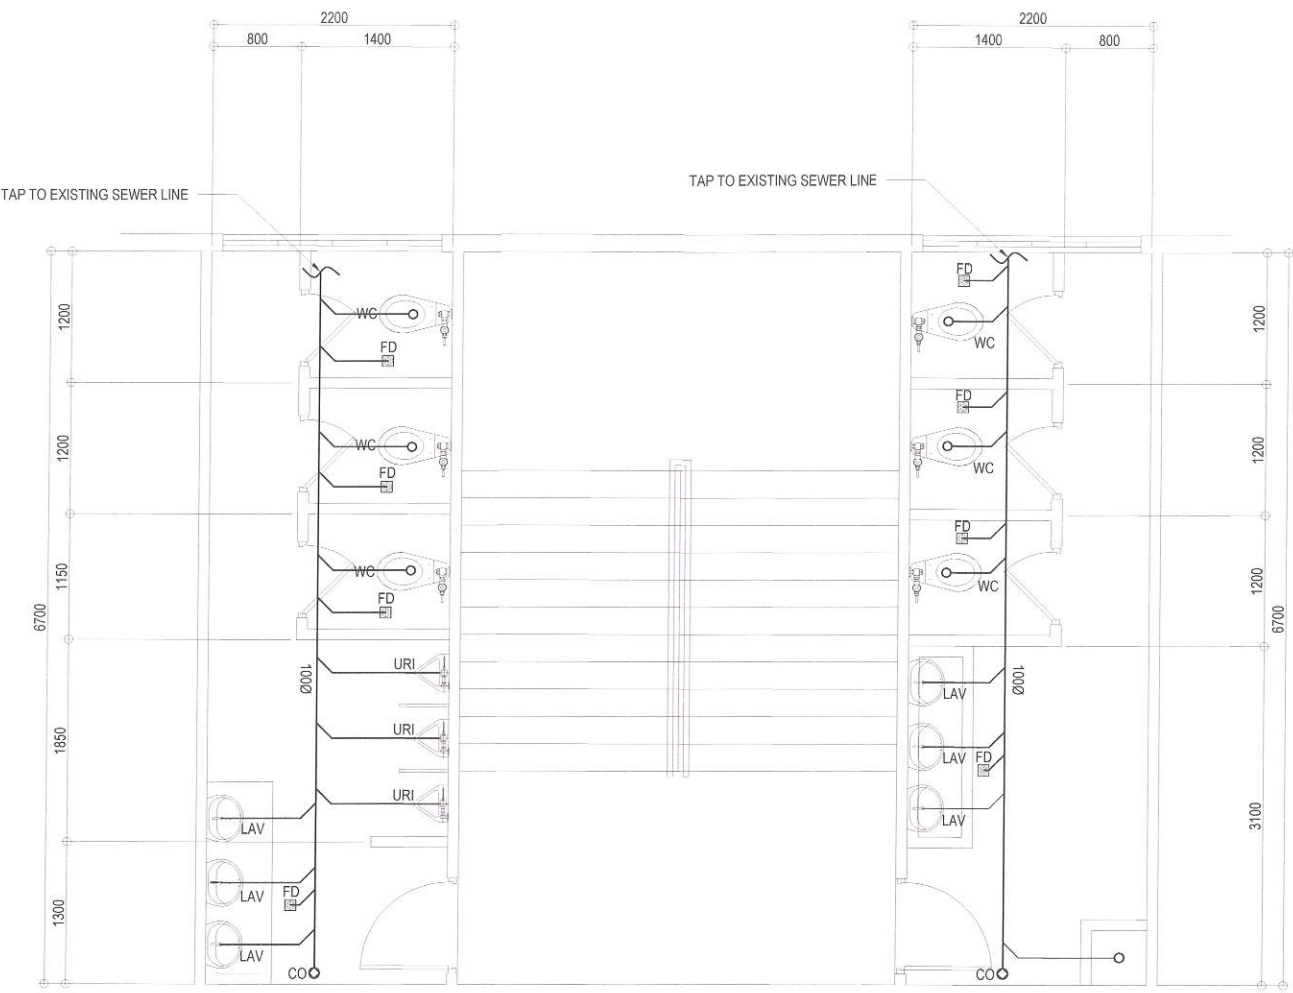 2200
2200
800
1400
1400
800
TAP TO EXISTING SEWER LINE
TAP TO EXISTING SEWER LINE
FD
1200
WC
1200
WC
FD
FD
1200
WC
1200
WC
FD
FD
1150
WC
1200
WC
FD
6700
6700
URI
100Ø
100Ø
LAV
1850
URI
LAV
FD
URI
LAV
3100
LAV
FD
LAV
1300
LAV
CO
CO